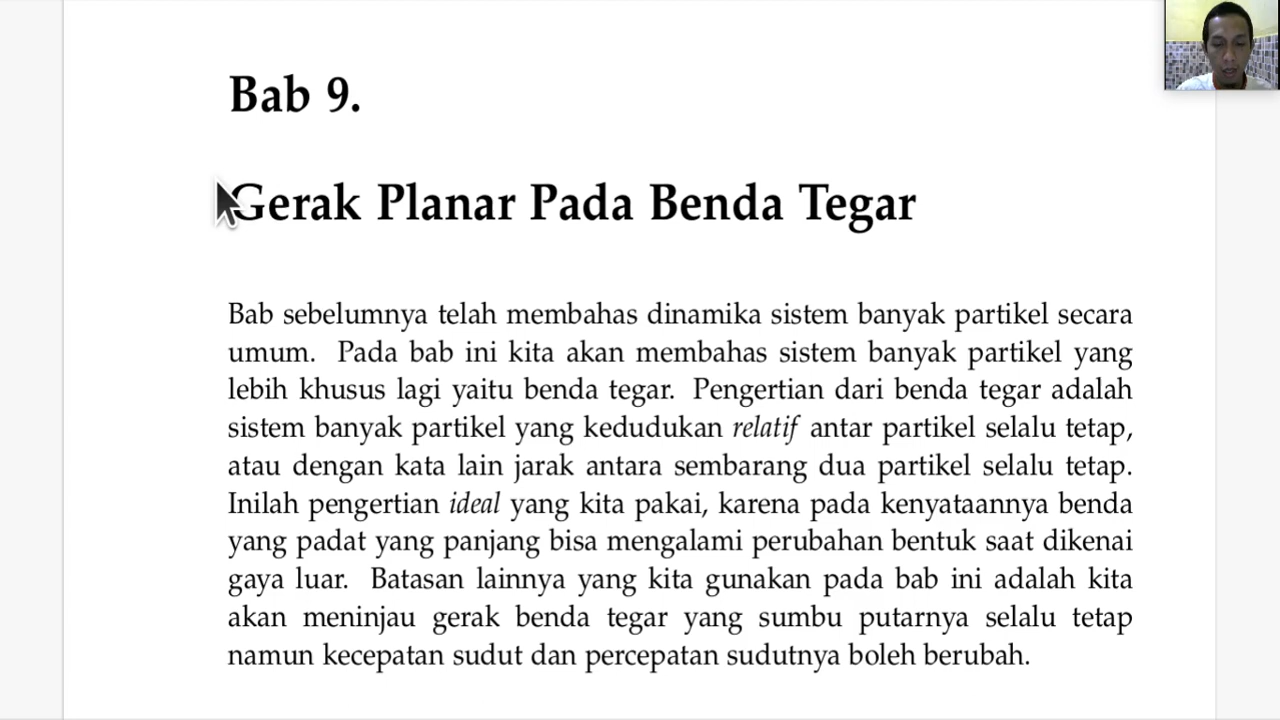 Bab 9.
Gerak Planar Pada Benda Tegar
Bab sebelumnya telah membahas dinamika sistem banyak partikel secara
umum. Pada bab ini kita akan membahas sistem banyak partikel yang
lebih khusus lagi yaitu benda tegar. Pengertian dari benda tegar adalah
sistem banyak partikel yang kedudukan relatif antar partikel selalu tetap,
atau dengan kata lain jarak antara sembarang dua partikel selalu tetap.
Inilah pengertian ideal yang kita pakai, karena pada kenyataannya benda
yang padat yang panjang bisa mengalami perubahan bentuk saat dikenai
gaya luar. Batasan lainnya yang kita gunakan pada bab ini adalah kita
akan meninjau gerak benda tegar yang sumbu putarnya selalu tetap
namun kecepatan sudut dan percepatan sudutnya boleh berubah.